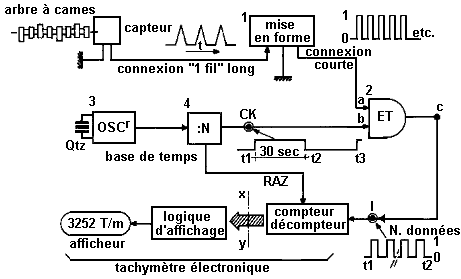 arbre à cames
capteur
1
mise
en forme
1
0
etc.
t
connexion "1 fil" long
connexion
courte
2
a
b
ET
c
3
OSCr
Qtz
4
:N
CK
base de temps
t1
30 sec
t2
t3
RAZ
x
y
3252 T/m
afficheur
logique
d'affichage
compteur
décompteur
I
N. données
1
0
t1
t2
tachymètre électronique